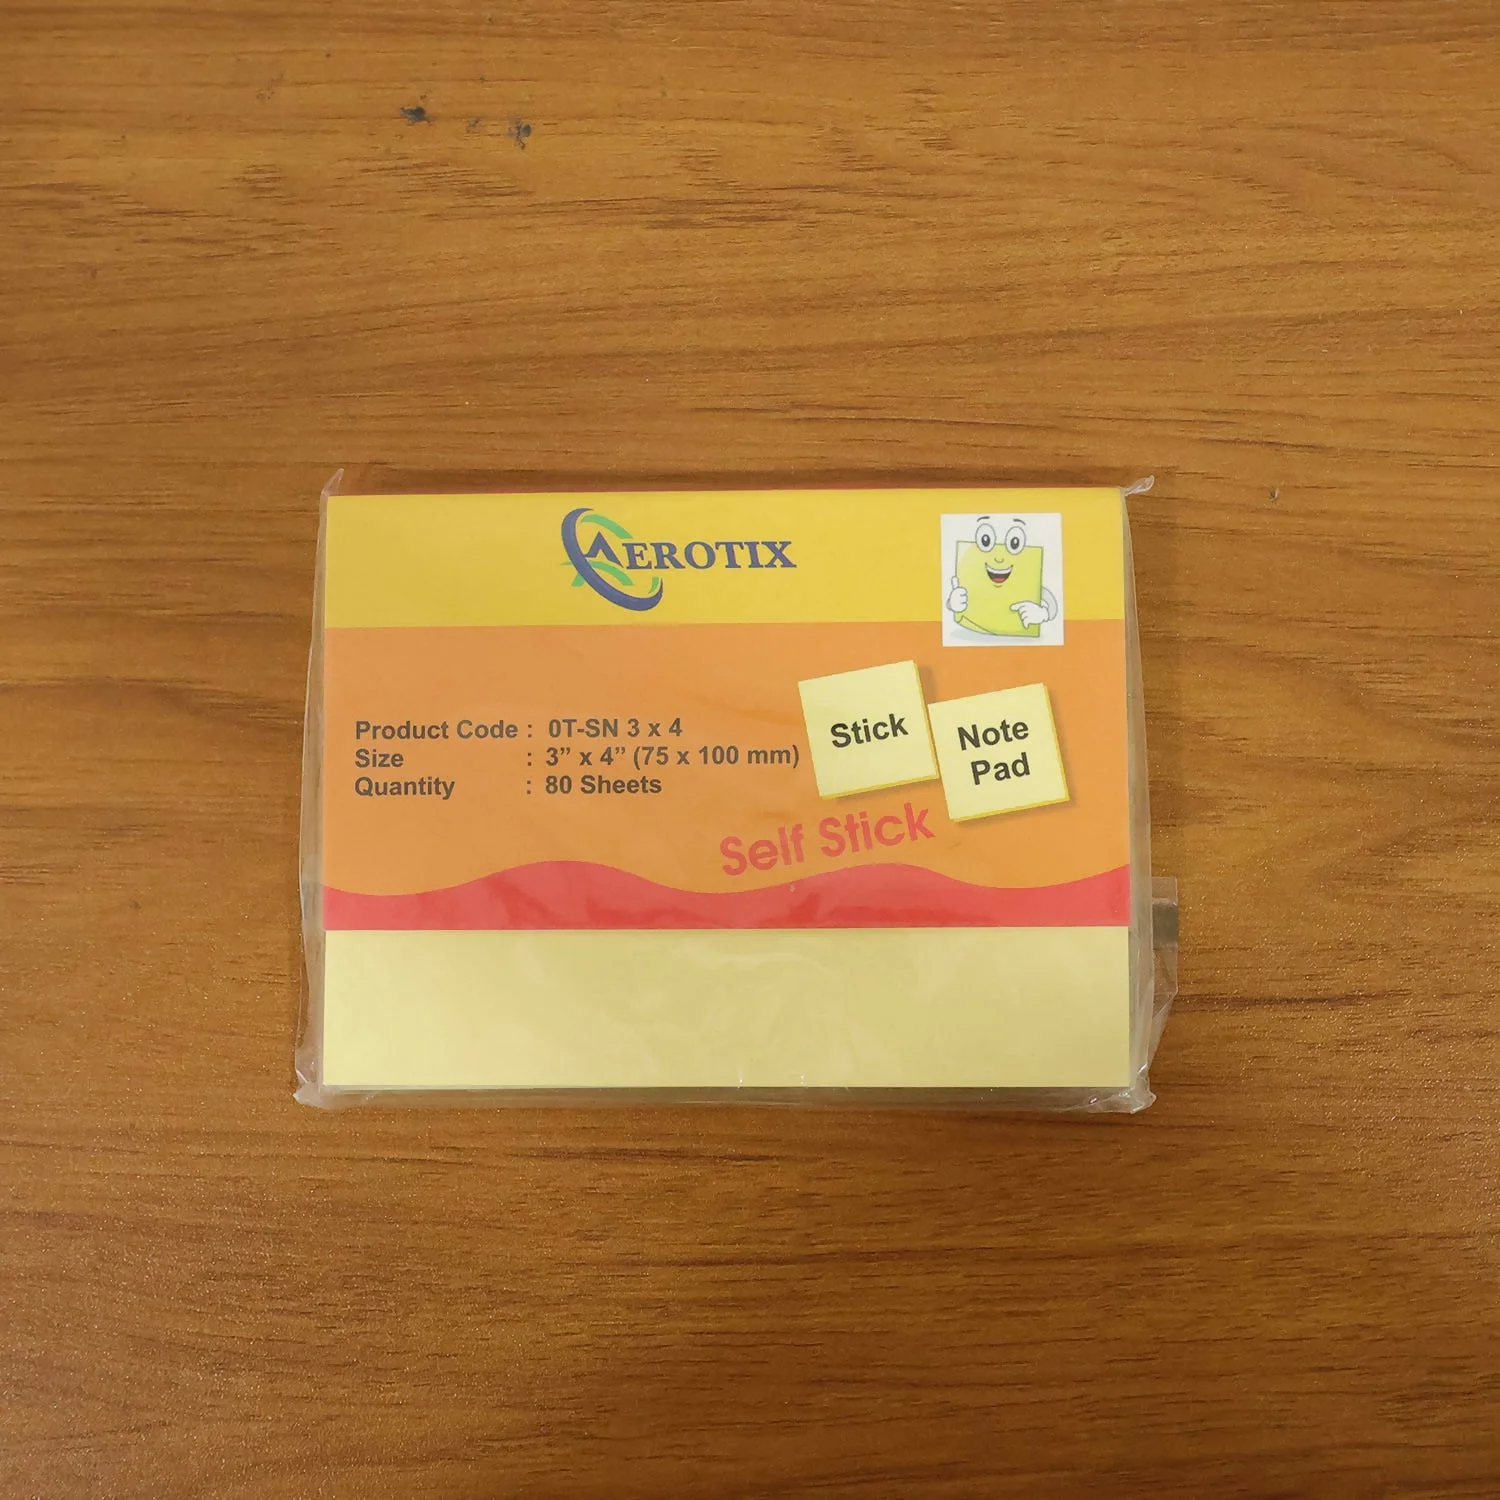 AEROTIX
Product Code : 0T-SN 3 x 4
Size : 3” x 4” (75 x 100 mm)
Quantity : 80 Sheets
Stick
Note
Pad
Self Stick